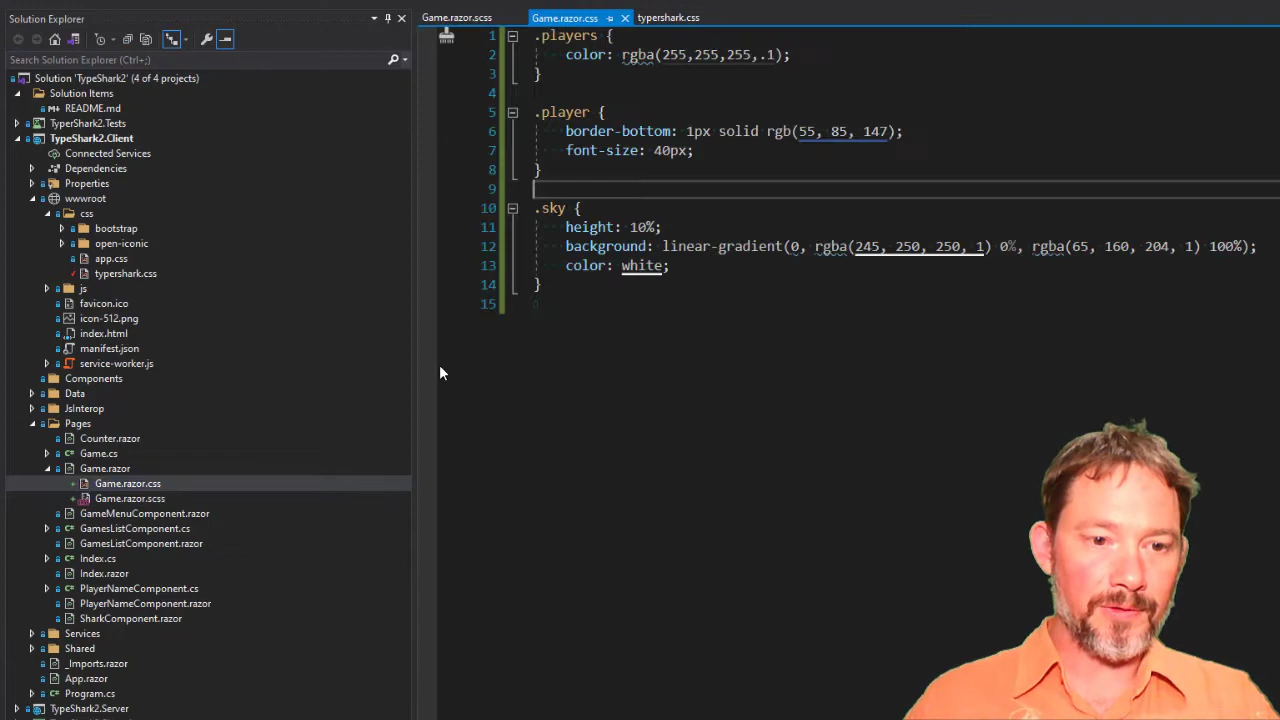 Solution Explorer
Search Solution Explorer (Ctrl+;)
Solution 'TypeShark2' (4 of 4 projects)
Solution Items
README.md
TyperShark2.Tests
TypeShark2.Client
Connected Services
Dependencies
Properties
wwwroot
css
bootstrap
open-iconic
app.css
typershark.css
js
favicon.ico
icon-512.png
index.html
manifest.json
service-worker.js
Components
Data
JsInterop
Pages
Counter.razor
Game.cs
Game.razor
Game.razor.css
Game.razor.scss
GameMenuComponent.razor
GamesListComponent.cs
GamesListComponent.razor
Index.cs
Index.razor
PlayerNameComponent.cs
PlayerNameComponent.razor
SharkComponent.razor
Services
Shared
_Imports.razor
App.razor
Program.cs
TypeShark2.Server
Game.razor.scss
Game.razor.css
typershark.css
1 .players {
2 color: rgba(255,255,255,.1);
3 }
4
5 .player {
6 border-bottom: 1px solid rgb(55, 85, 147);
7 font-size: 40px;
8 }
9
10 .sky {
11 height: 10%;
12 background: linear-gradient(0, rgba(245, 250, 250, 1) 0%, rgba(65, 160, 204, 1) 100%);
13 color: white;
14 }
15